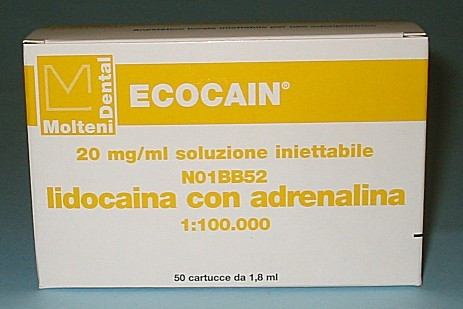 Molteni
Dental
ECOCAIN®
20 mg/ml soluzione iniettabile
N01BB52
lidocaina con adrenalina
1:100.000
50 cartucce da 1,8 ml